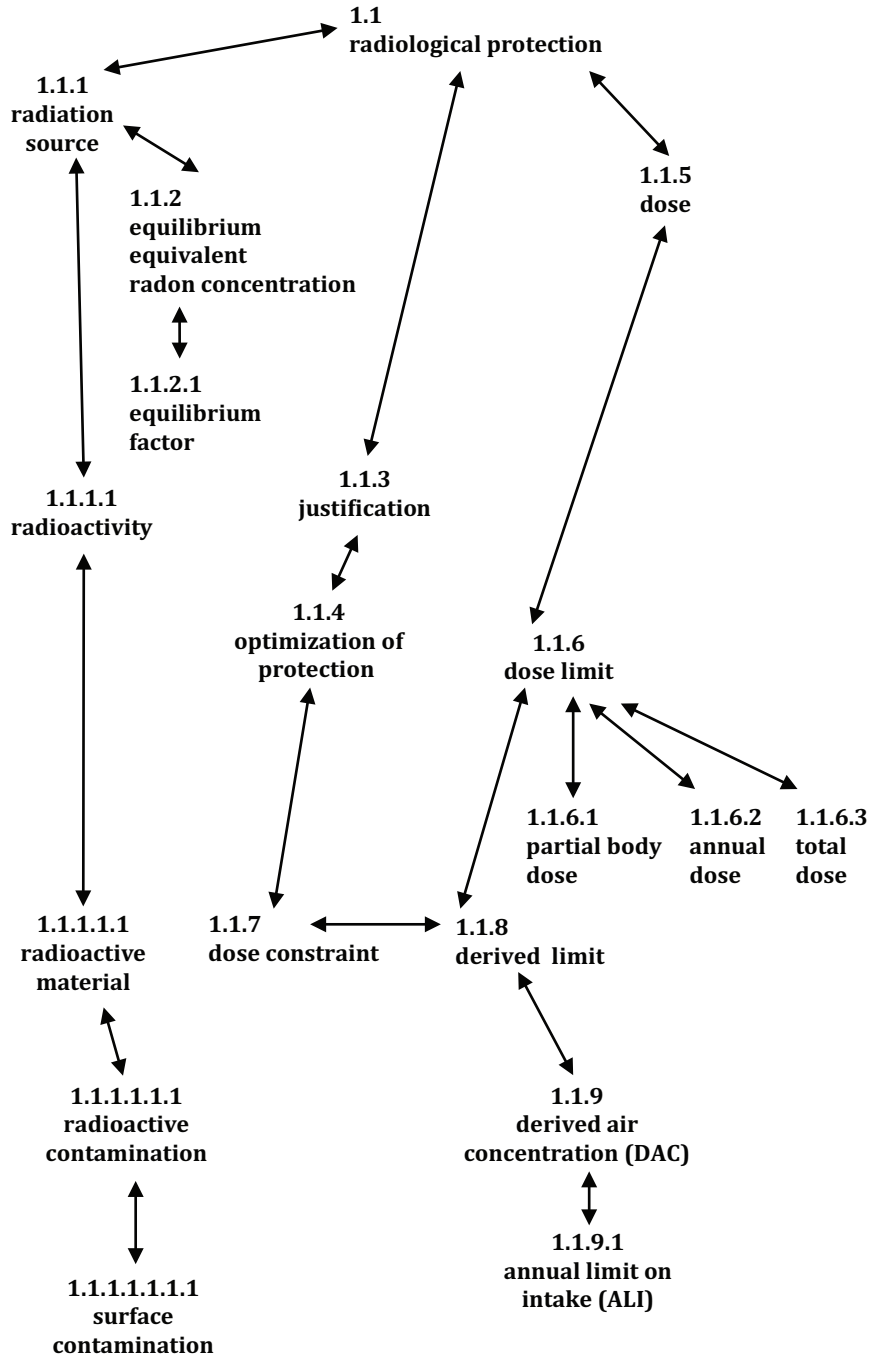 1.1
radiological protection
1.1.1
radiation
source
1.1.2
equilibrium
equivalent
radon concentration
1.1.5
dose
1.1.2.1
equilibrium
factor
1.1.1.1
radioactivity
1.1.3
justification
1.1.4
optimization of
protection
1.1.6
dose limit
1.1.6.1
partial body
dose
1.1.6.2
annual
dose
1.1.6.3
total
dose
1.1.1.1.1
radioactive
material
1.1.7
dose constraint
1.1.8
derived limit
1.1.1.1.1.1
radioactive
contamination
1.1.9
derived air
concentration (DAC)
1.1.9.1
annual limit on
intake (ALI)
1.1.1.1.1.1.1
surface
contamination